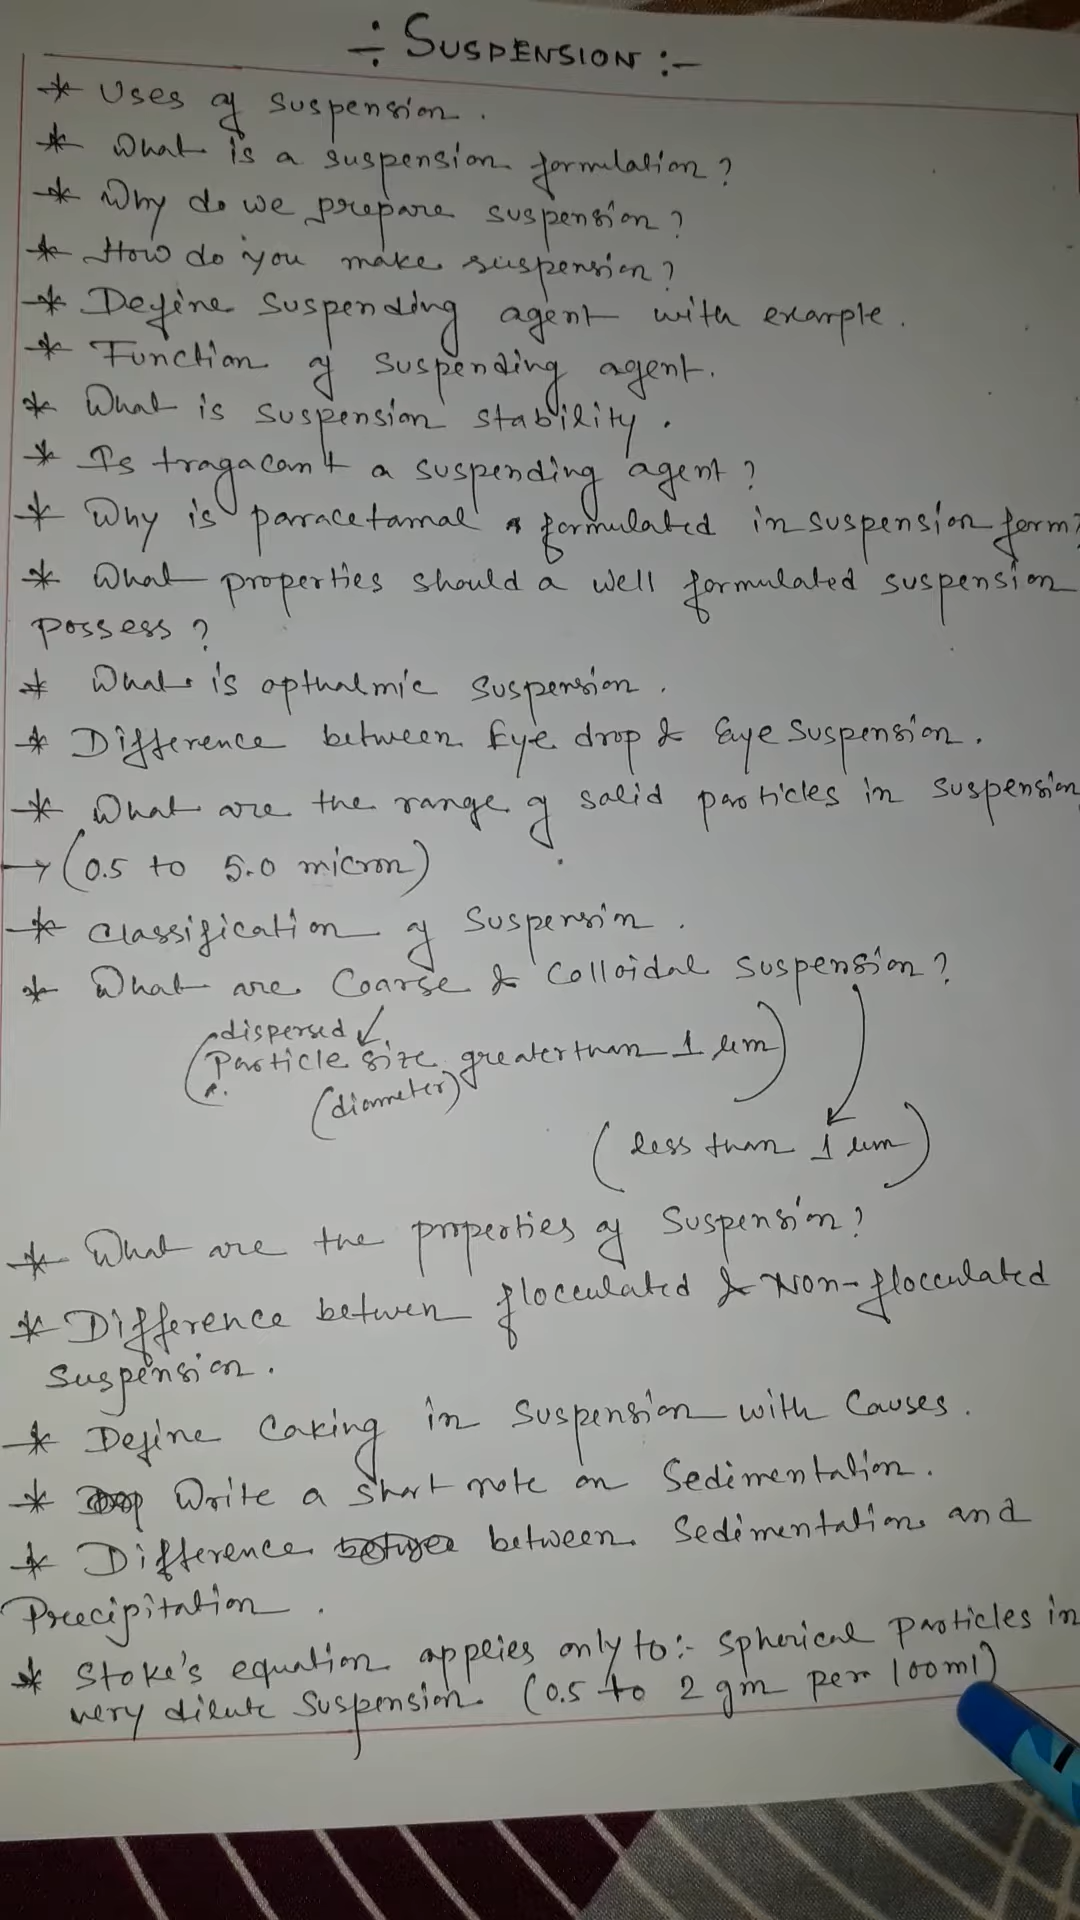 ÷ SUSPENSION :-
* Uses of suspension.
* What is a suspension formulation?
* Why do we prepare suspension?
* How do you make suspension?
* Define suspending agent with example.
* Function of suspending agent.
* What is suspension stability.
* Is tragacant a suspending agent?
* Why is parracetamal formulated in suspension form?
* What properties should a well formulated suspension
possess?
* What is opthalmic suspension.
* Difference between Eye drop & Eye suspension.
* What are the range of solid particles in suspension
→ (0.5 to 5.0 micron)
* Classification of Suspension.
* What are Coarse & Colloidal suspension?
dispersed
(Particle size greater than 1 µm)
(diameter)
(less than 1 µm)
* What are the properties of Suspension?
* Difference betwen flocculated & Non-flocculated
Suspension.
* Define Caking in Suspension with Causes.
* Write a short note on Sedimentation.
* Difference between Sedimentation and
Precipitation.
* Stoke's equation applies only to:- spherical Particles in
very dilute Suspension. (0.5 to 2 gm per 100ml)